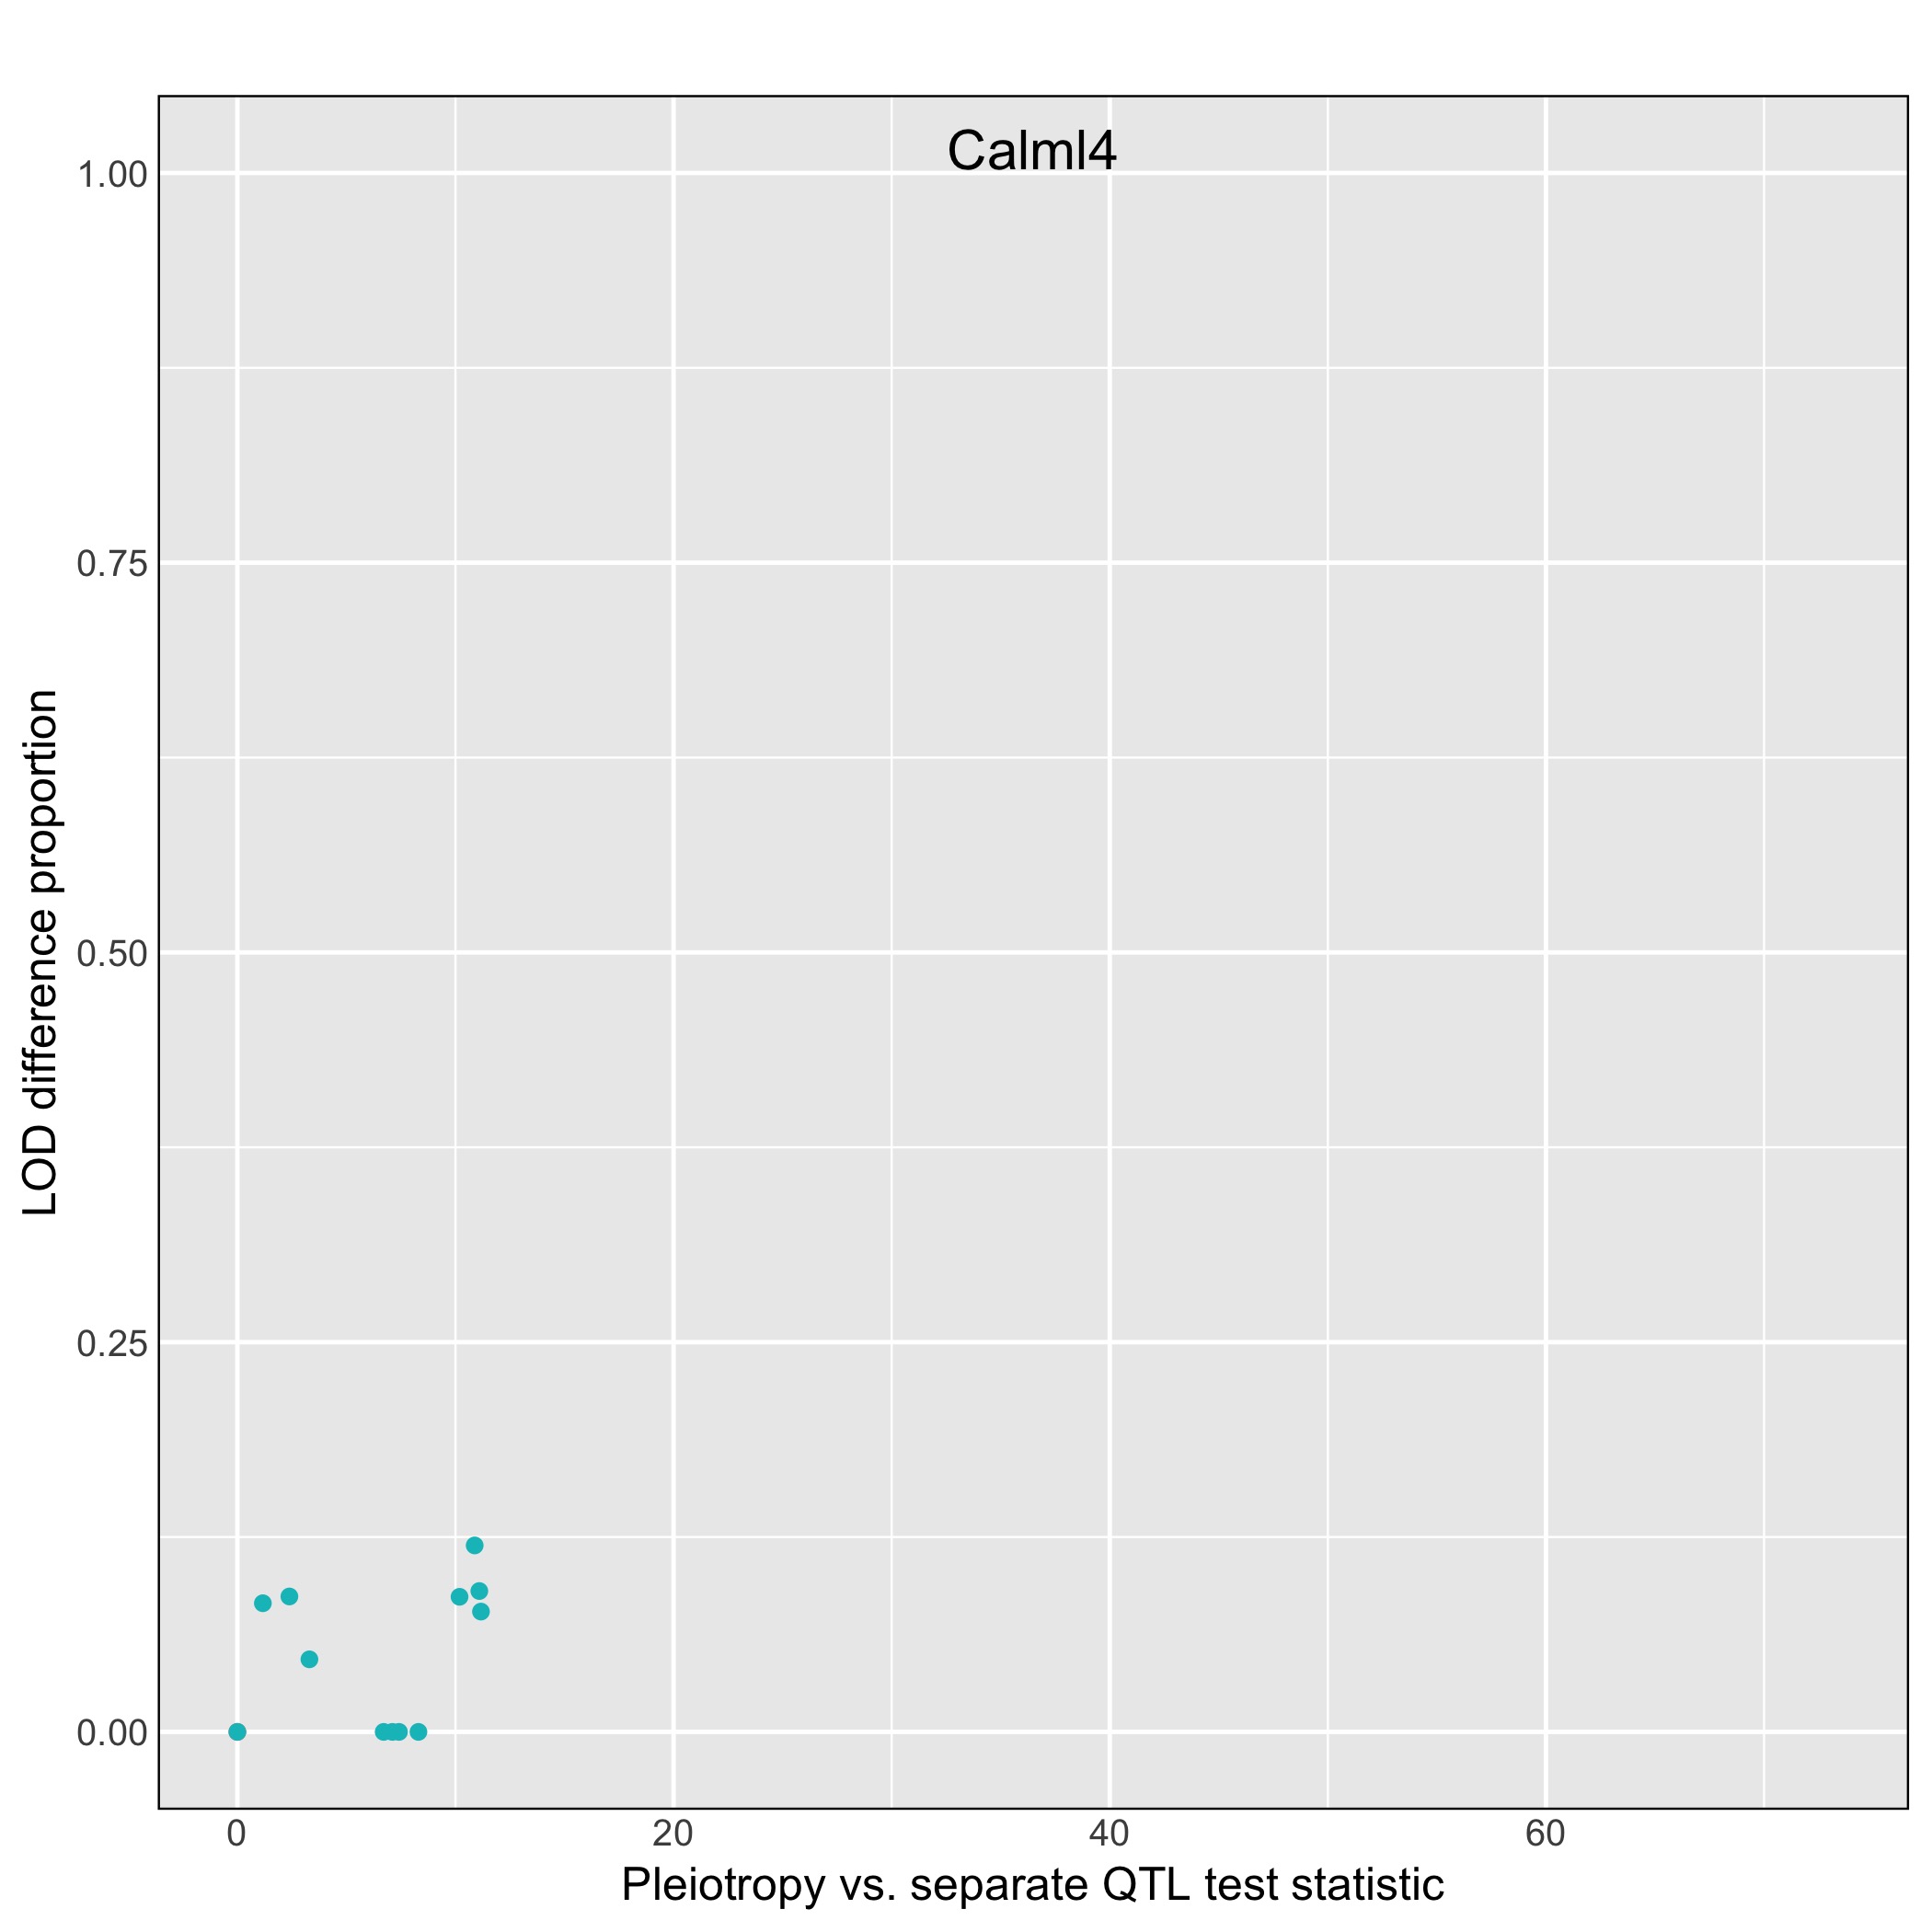 Calml4
LOD difference proportion
1.00
0.75
0.50
0.25
0.00
0 20 40 60
Pleiotropy vs. separate QTL test statistic